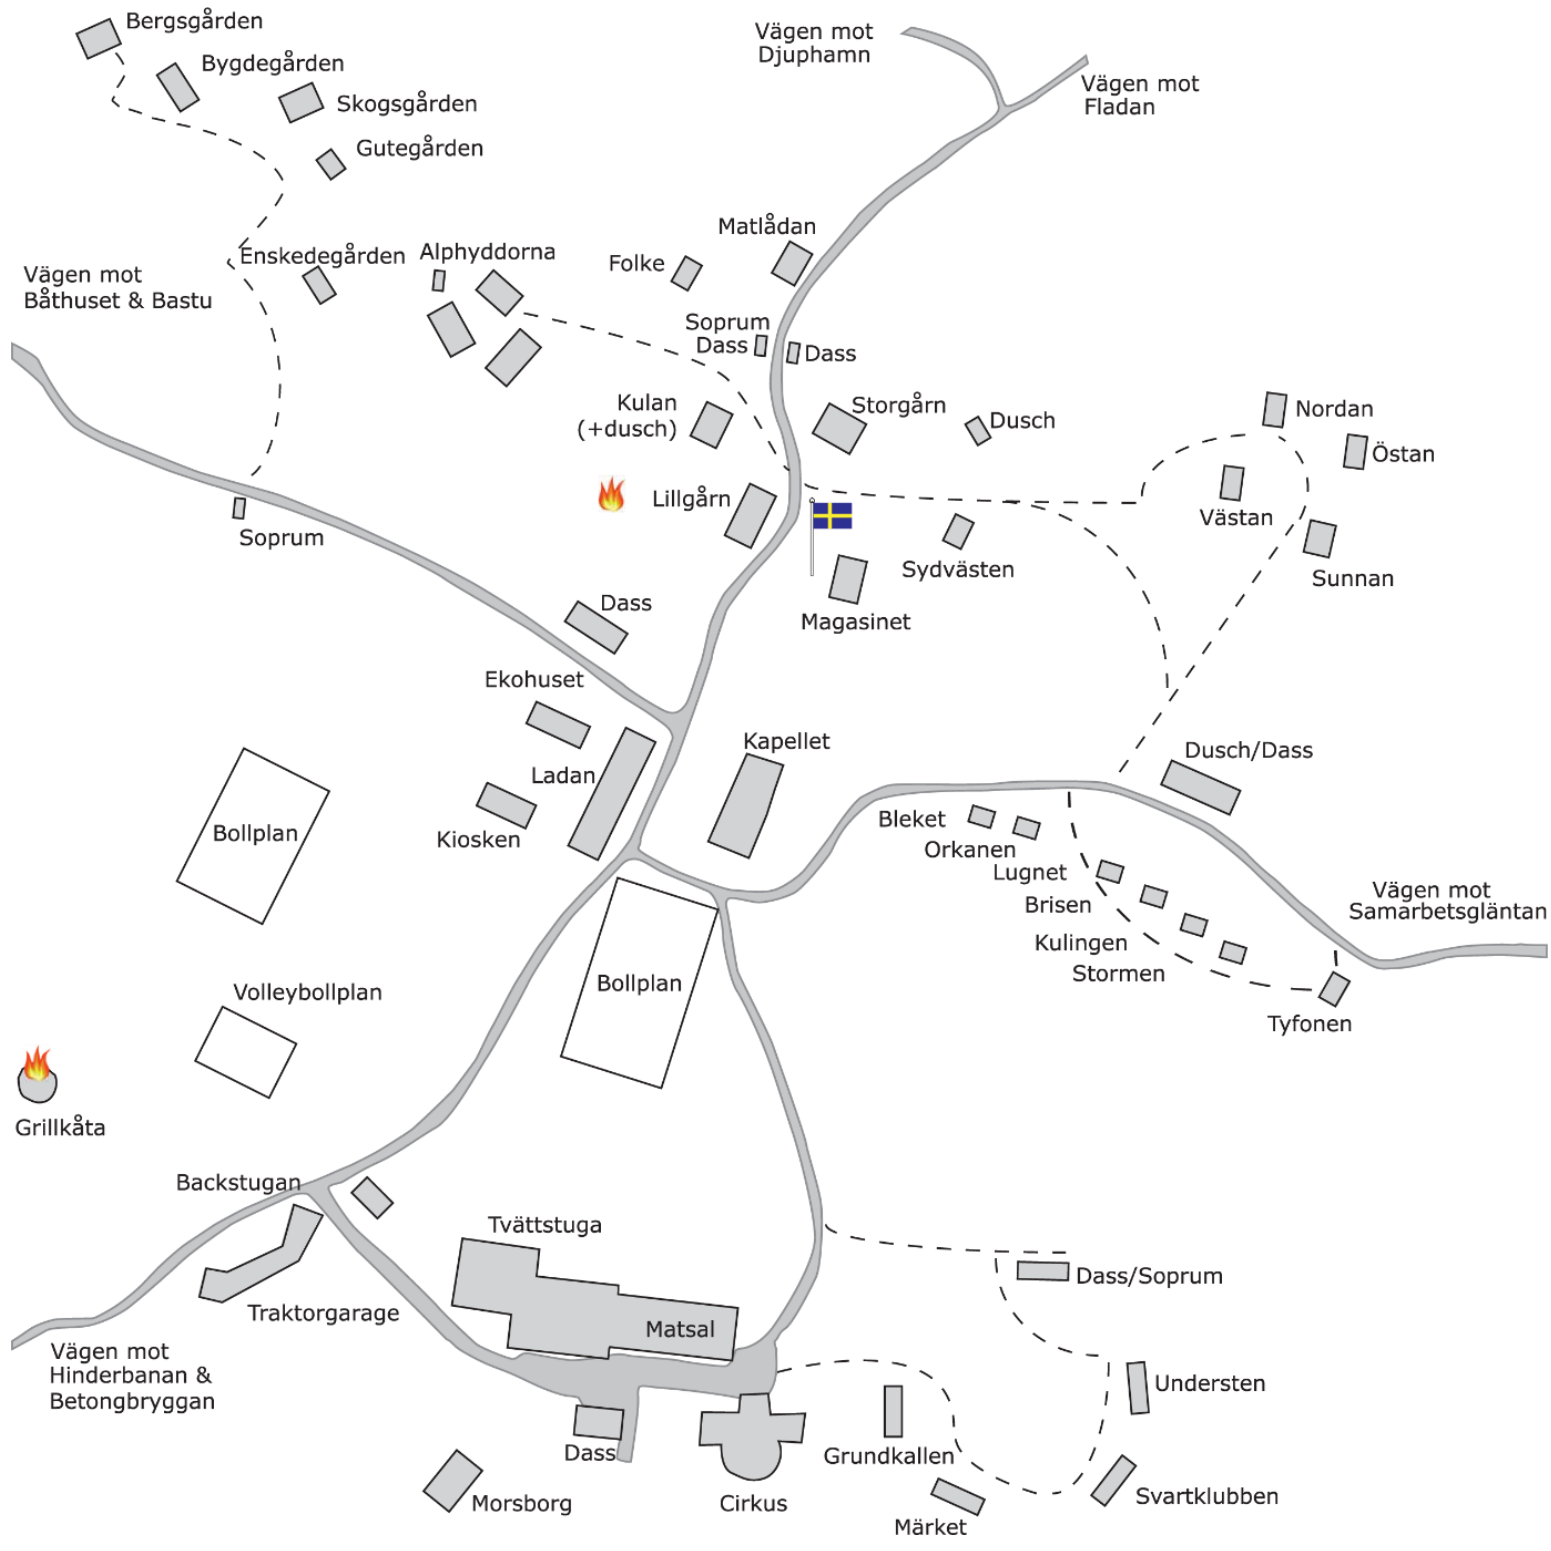 Bergsgården
Bygdegården
Skogsgården
Gutegården
Vägen mot
Djuphamn
Vägen mot
Fladan
Matlådan
Folke
Enskedegården
Alphyddorna
Vägen mot
Båthuset & Bastu
Soprum
Dass
Dass
Kulan
(+dusch)
Storgårn
Dusch
Nordan
Östan
Västan
Sunnan
Lillgårn
Soprum
Sydvästen
Magasinet
Dass
Ekohuset
Ladan
Kiosken
Kapellet
Dusch/Dass
Bollplan
Bleket
Orkanen
Lugnet
Brisen
Kulingen
Stormen
Vägen mot
Samarbetsgläntan
Tyfonen
Bollplan
Volleybollplan
Grillkåta
Backstugan
Traktorgarage
Tvättstuga
Matsal
Dass/Soprum
Vägen mot
Hinderbanan &
Betongbryggan
Understen
Dass
Grundkallen
Morsborg
Cirkus
Märket
Svartklubben